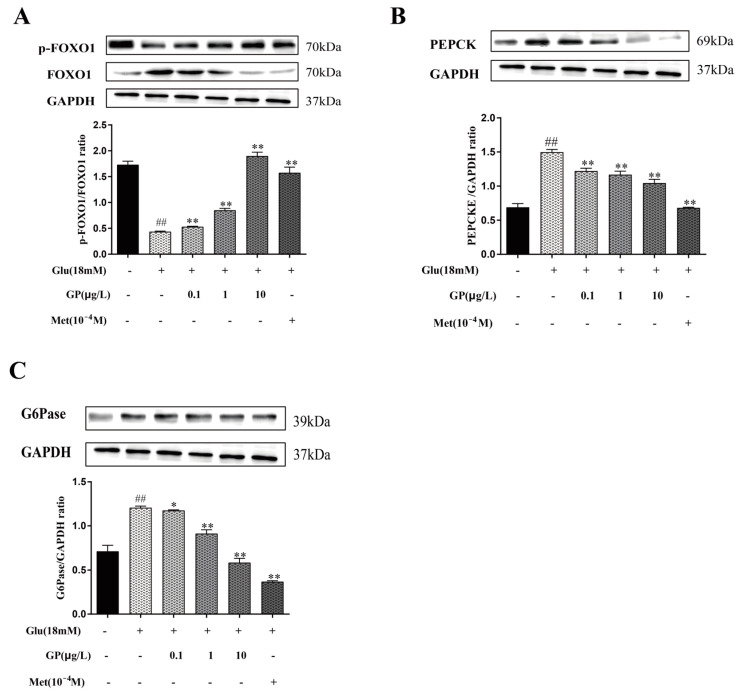 A
p-FOXO1 70kDa
FOXO1 70kDa
GAPDH 37kDa
p-FOXO1/FOXO1 ratio
2.5
2.0
1.5
1.0
0.5
0.0
## ** ** ** **
Glu(18mM) - + + + + +
GP(μg/L) - - 0.1 1 10 -
Met(10⁻⁴M) - - - - - +
B
PEPCK 69kDa
GAPDH 37kDa
PEPCKE /GAPDH ratio
2.0
1.5
1.0
0.5
0.0
## ** ** ** **
Glu(18mM) - + + + + +
GP(μg/L) - - 0.1 1 10 -
Met(10⁻⁴M) - - - - - +
C
G6Pase 39kDa
GAPDH 37kDa
G6Pase/GAPDH ratio
1.5
1.0
0.5
0.0
## * ** ** **
Glu(18mM) - + + + + +
GP(μg/L) - - 0.1 1 10 -
Met(10⁻⁴M) - - - - - +